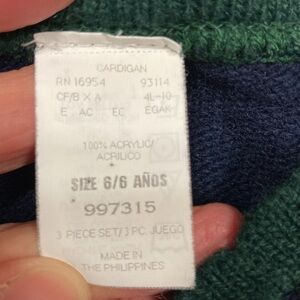 CARDIGAN
RN 16954 93114
CF/B X A 4L-10
E AC EC EGAK
100% ACRYLIC/
ACRILICO
SIZE 6/6 AÑOS
997315
3 PIECE SET/3 PC. JUEGO
MADE IN
THE PHILIPPINES